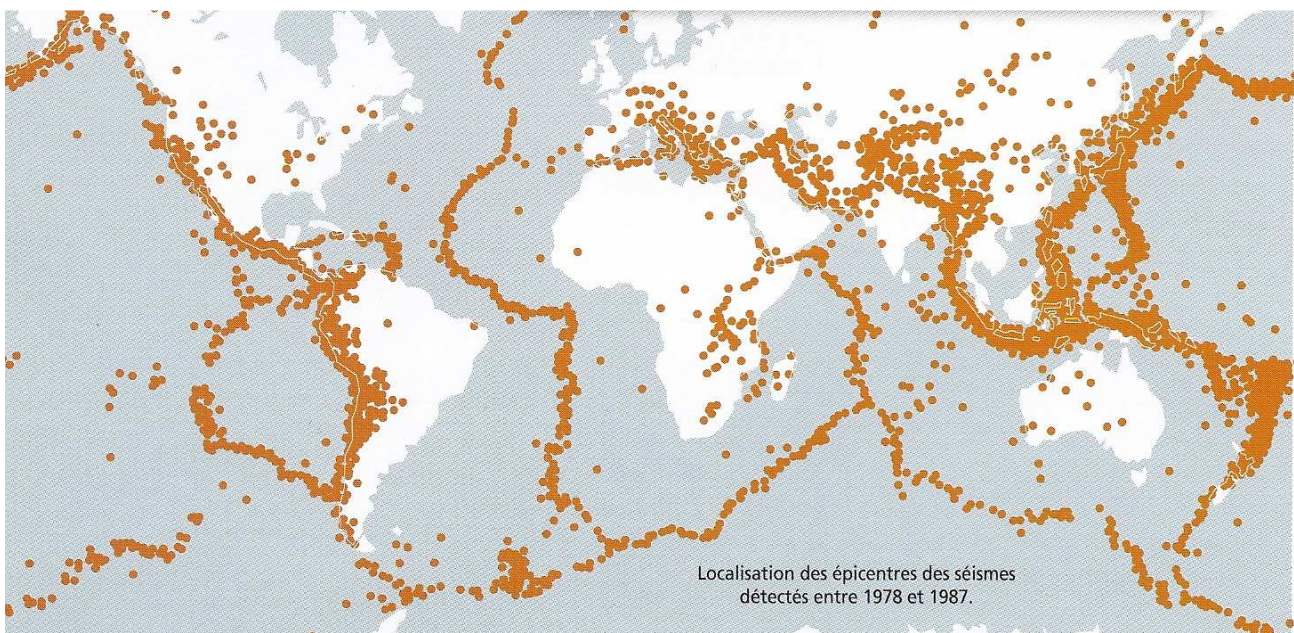 Localisation des épicentres des séismes
détectés entre 1978 et 1987.